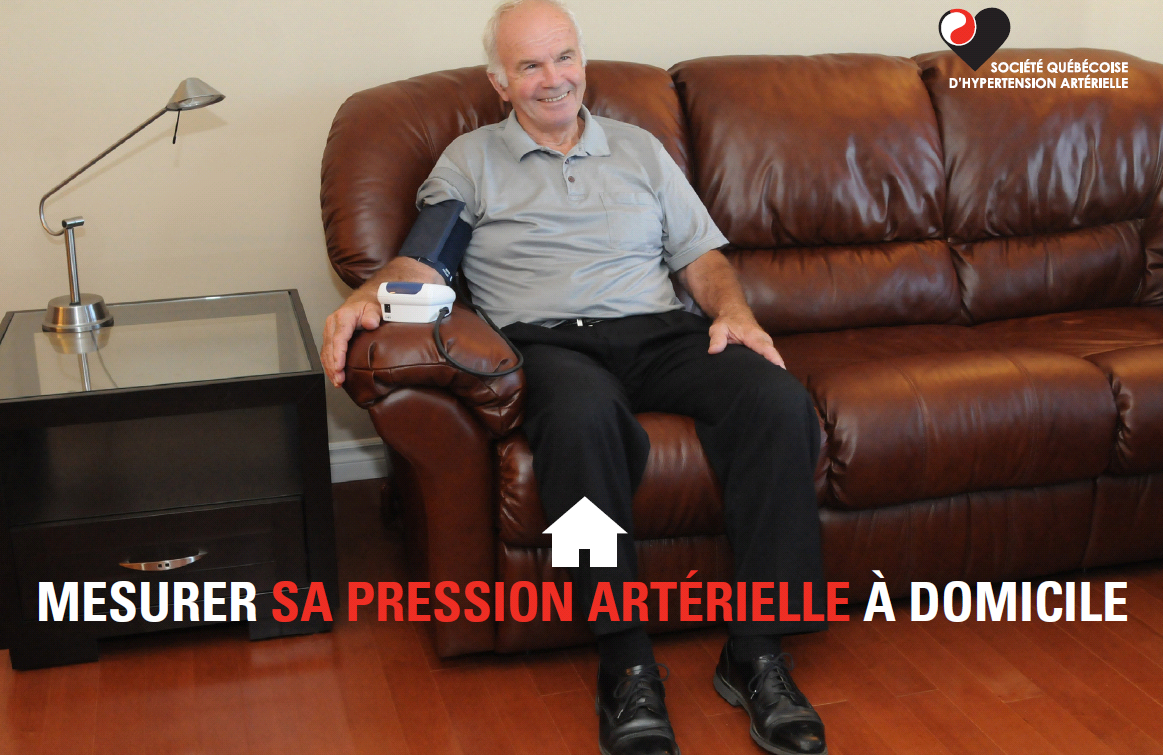 SOCIÉTÉ QUÉBÉCOISE
D'HYPERTENSION ARTÉRIELLE
MESURER SA PRESSION ARTÉRIELLE À DOMICILE